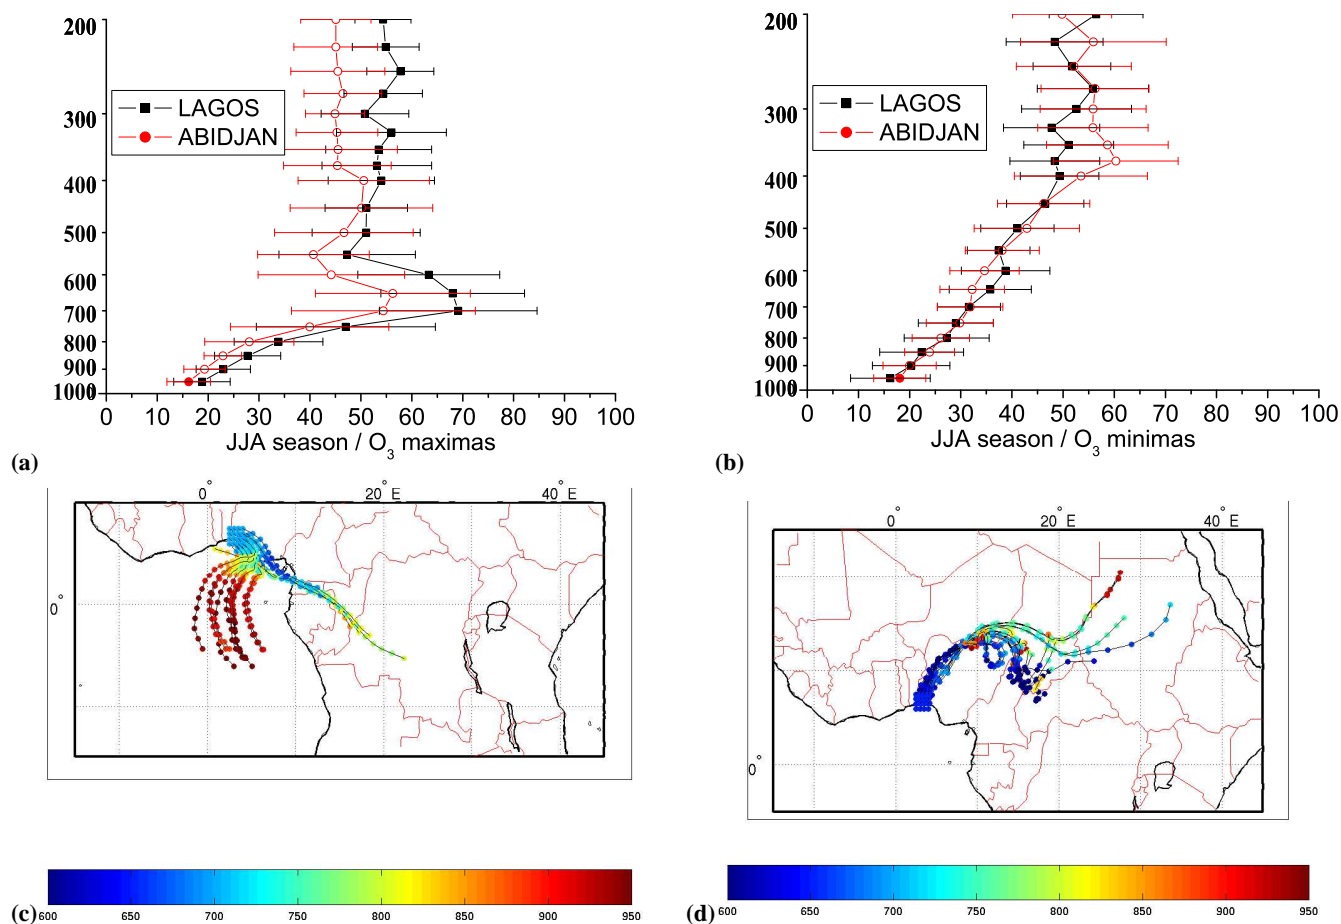 200
300
400
500
600
700
800
900
1000
LAGOS
ABIDJAN
0 10 20 30 40 50 60 70 80 90 100
JJA season / O3 maximas
(a)
200
300
400
500
600
700
800
900
1000
LAGOS
ABIDJAN
0 10 20 30 40 50 60 70 80 90 100
JJA season / O3 minimas
(b)
0° 20° E 40° E
0°
0° 20° E 40° E
0°
600 650 700 750 800 850 900 950
(c)
600 650 700 750 800 850 900 950
(d)